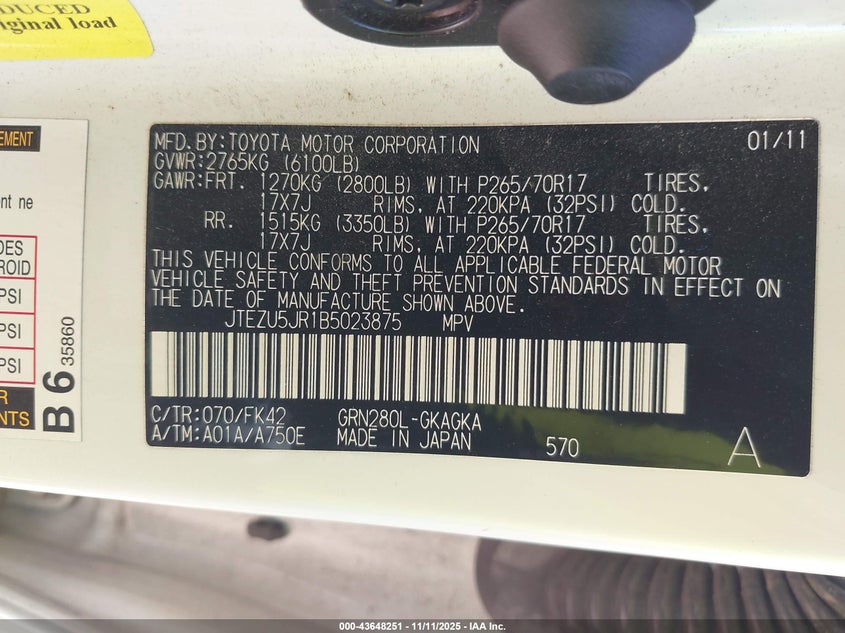 DUCED
iginal load
EMENT
nt ne
DES
ROID
PSI
PSI
PSI
R
NTS
B 6 35860
MFD.BY:TOYOTA MOTOR CORPORATION 01/11
GVWR:2765KG (6100LB)
GAWR:FRT. 1270KG (2800LB) WITH P265/70R17 TIRES,
17X7J RIMS, AT 220KPA (32PSI) COLD.
RR. 1515KG (3350LB) WITH P265/70R17 TIRES,
17X7J RIMS, AT 220KPA (32PSI) COLD.
THIS VEHICLE CONFORMS TO ALL APPLICABLE FEDERAL MOTOR
VEHICLE SAFETY AND THEFT PREVENTION STANDARDS IN EFFECT ON
THE DATE OF MANUFACTURE SHOWN ABOVE.
JTEZU5JR1B5023875 MPV
C/TR:070/FK42 GRN280L-GKAGKA
A/TM:A01A/A750E MADE IN JAPAN 570 A
000-43648251 - 11/11/2025 - IAA Inc.